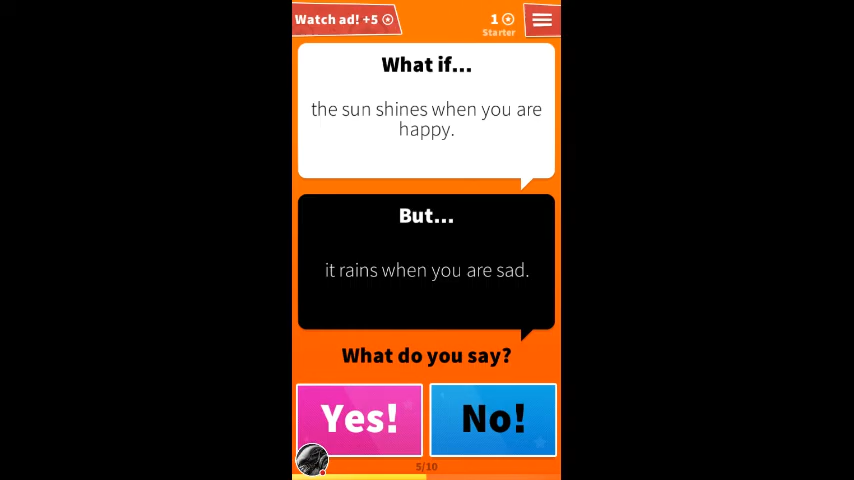 Watch ad! +5
1
Starter
What if...
the sun shines when you are
happy.
But...
it rains when you are sad.
What do you say?
Yes!
No!
5/10